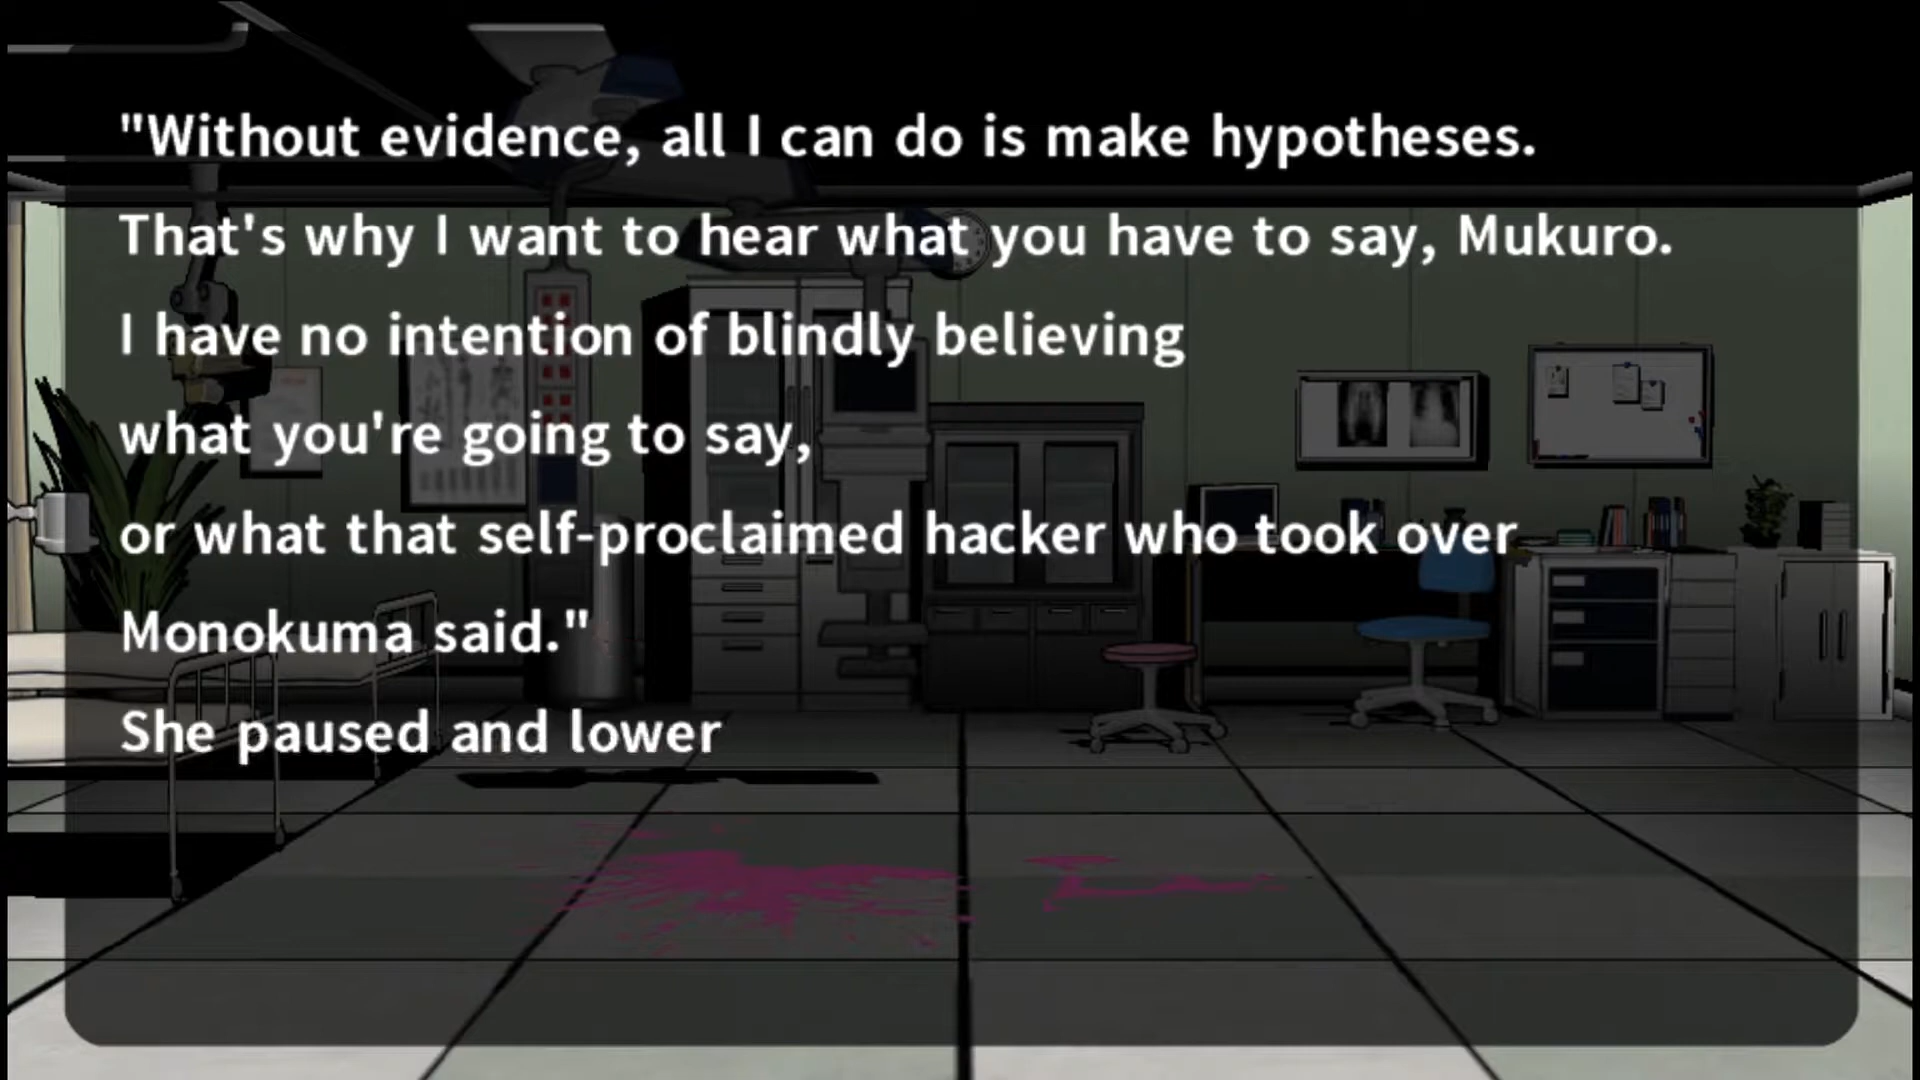 "Without evidence, all I can do is make hypotheses.
That's why I want to hear what you have to say, Mukuro.
I have no intention of blindly believing
what you're going to say,
or what that self-proclaimed hacker who took over
Monokuma said."
She paused and lower